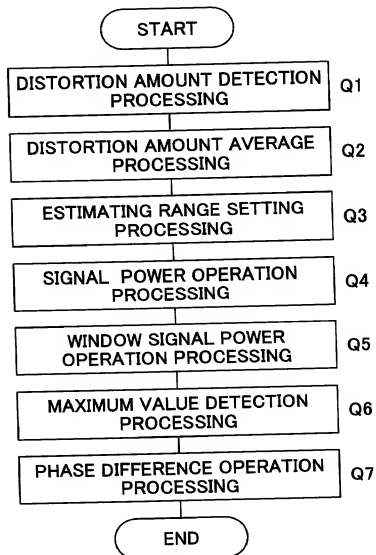 START
DISTORTION AMOUNT DETECTION
PROCESSING
Q1
DISTORTION AMOUNT AVERAGE
PROCESSING
Q2
ESTIMATING RANGE SETTING
PROCESSING
Q3
SIGNAL POWER OPERATION
PROCESSING
Q4
WINDOW SIGNAL POWER
OPERATION PROCESSING
Q5
MAXIMUM VALUE DETECTION
PROCESSING
Q6
PHASE DIFFERENCE OPERATION
PROCESSING
Q7
END